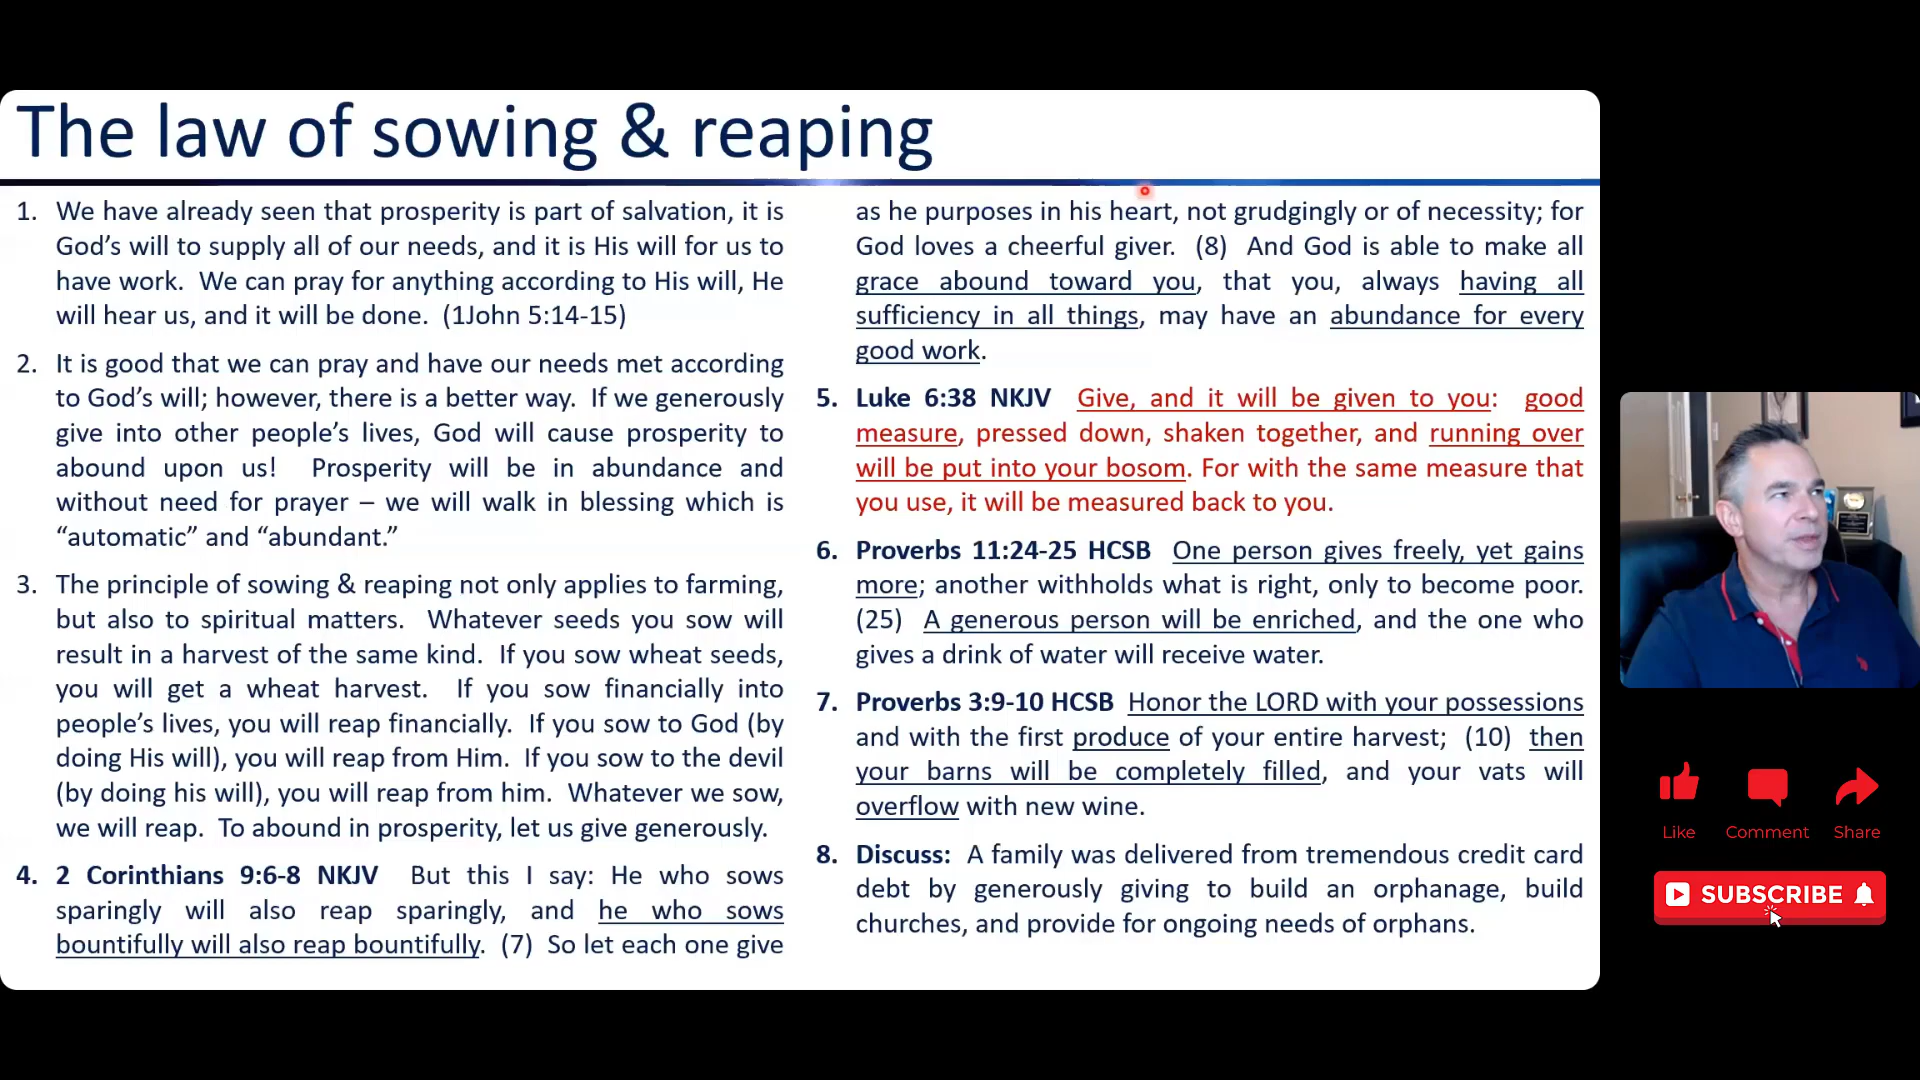 The law of sowing & reaping
1. We have already seen that prosperity is part of salvation, it is
God’s will to supply all of our needs, and it is His will for us to
have work. We can pray for anything according to His will, He
will hear us, and it will be done. (1John 5:14-15)
2. It is good that we can pray and have our needs met according
to God’s will; however, there is a better way. If we generously
give into other people’s lives, God will cause prosperity to
abound upon us! Prosperity will be in abundance and
without need for prayer – we will walk in blessing which is
“automatic” and “abundant.”
3. The principle of sowing & reaping not only applies to farming,
but also to spiritual matters. Whatever seeds you sow will
result in a harvest of the same kind. If you sow wheat seeds,
you will get a wheat harvest. If you sow financially into
people’s lives, you will reap financially. If you sow to God (by
doing His will), you will reap from Him. If you sow to the devil
(by doing his will), you will reap from him. Whatever we sow,
we will reap. To abound in prosperity, let us give generously.
4. 2 Corinthians 9:6-8 NKJV But this I say: He who sows
sparingly will also reap sparingly, and he who sows
bountifully will also reap bountifully. (7) So let each one give
as he purposes in his heart, not grudgingly or of necessity; for
God loves a cheerful giver. (8) And God is able to make all
grace abound toward you, that you, always having all
sufficiency in all things, may have an abundance for every
good work.
5. Luke 6:38 NKJV Give, and it will be given to you: good
measure, pressed down, shaken together, and running over
will be put into your bosom. For with the same measure that
you use, it will be measured back to you.
6. Proverbs 11:24-25 HCSB One person gives freely, yet gains
more; another withholds what is right, only to become poor.
(25) A generous person will be enriched, and the one who
gives a drink of water will receive water.
7. Proverbs 3:9-10 HCSB Honor the LORD with your possessions
and with the first produce of your entire harvest; (10) then
your barns will be completely filled, and your vats will
overflow with new wine.
8. Discuss: A family was delivered from tremendous credit card
debt by generously giving to build an orphanage, build
churches, and provide for ongoing needs of orphans.
Like Comment Share
SUBSCRIBE